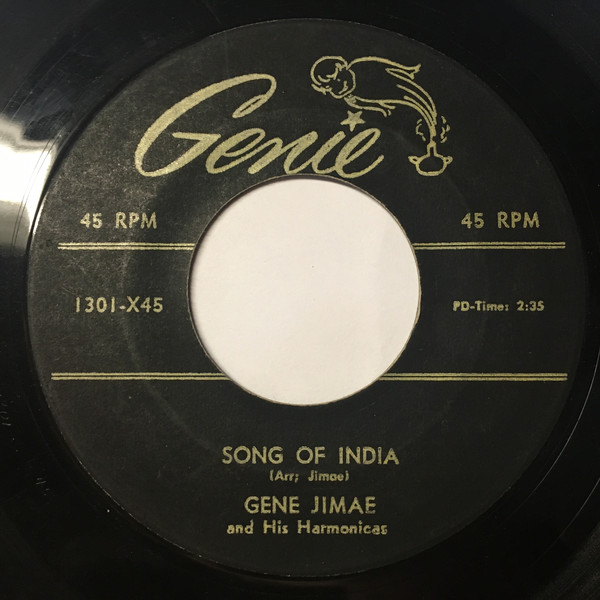 Genie
45 RPM 45 RPM
1301-X45 PD-Time: 2:35
SONG OF INDIA
(Arr; Jimae)
GENE JIMAE
and His Harmonicas